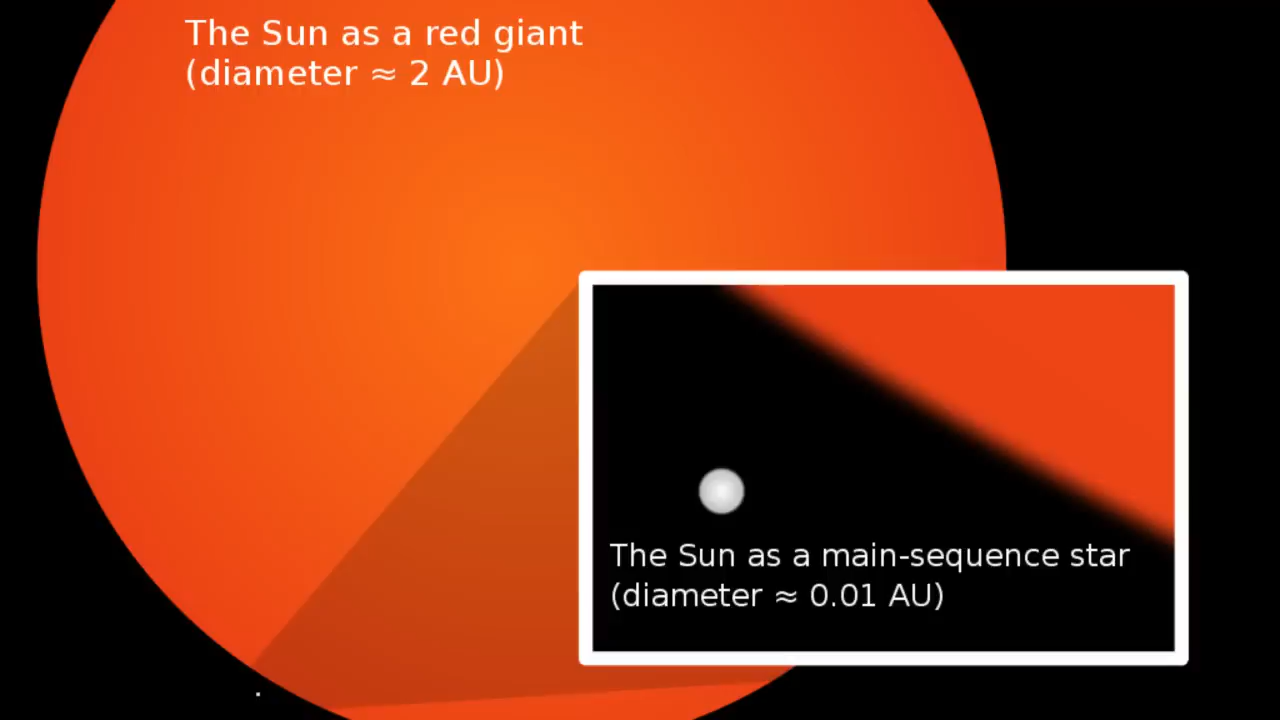 The Sun as a red giant
(diameter ≈ 2 AU)
The Sun as a main-sequence star
(diameter ≈ 0.01 AU)